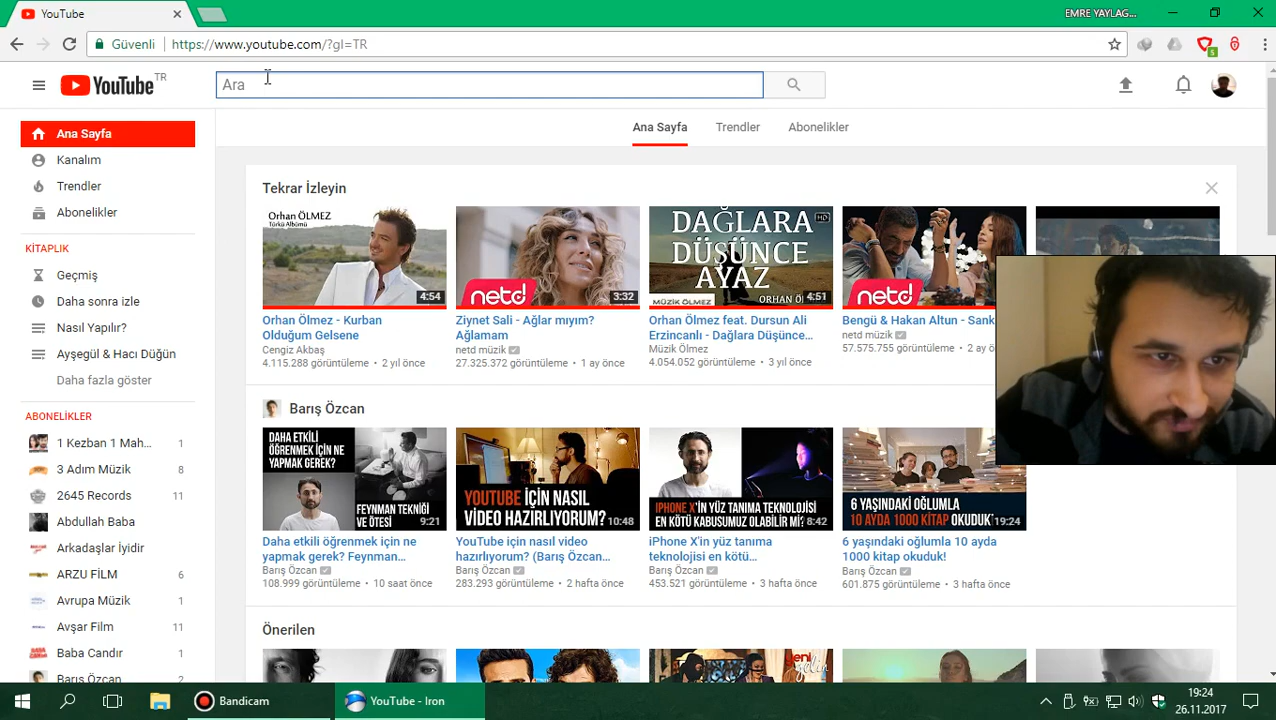 YouTube
EMRE YAYLAG...
Güvenli
https://www.youtube.com/?gl=TR
5
YouTube
TR
Ara
Ana Sayfa
Trendler
Abonelikler
Ana Sayfa
Kanalım
Trendler
Abonelikler
KİTAPLIK
Geçmiş
Daha sonra izle
Nasıl Yapılır?
Ayşegül & Hacı Düğün
Daha fazla göster
ABONELİKLER
1 Kezban 1 Mah... 1
3 Adım Müzik 8
2645 Records 11
Abdullah Baba
Arkadaşlar İyidir
ARZU FİLM 6
Avrupa Müzik 1
Avşar Film 11
Baba Candır 1
Barış Özcan 2
Tekrar İzleyin
Orhan ÖLMEZ
Türkü Albümü
4:54
Orhan Ölmez - Kurban
Olduğum Gelsene
Cengiz Akbaş
4.115.288 görüntüleme • 2 yıl önce
netd
3:32
Ziynet Sali - Ağlar mıyım?
Ağlamam
netd müzik
27.325.372 görüntüleme • 1 ay önce
DAĞLARA
DÜŞÜNCE
AYAZ
HD
MÜZİK ÖLMEZ
4:51
Orhan Ölmez feat. Dursun Ali
Erzincanlı - Dağlara Düşünce...
Müzik Ölmez
4.054.052 görüntüleme • 3 yıl önce
netd
Bengü & Hakan Altun - Sank
netd müzik
57.575.755 görüntüleme • 2 ay ö
Barış Özcan
DAHA ETKİLİ
ÖĞRENMEK İÇİN NE
YAPMAK GEREK?
FEYNMAN TEKNİĞİ
VE ÖTESİ
9:21
Daha etkili öğrenmek için ne
yapmak gerek? Feynman...
Barış Özcan
108.999 görüntüleme • 10 saat önce
YOUTUBE İÇİN NASIL
VİDEO HAZIRLIYORUM?
10:48
YouTube için nasıl video
hazırlıyorum? (Barış Özcan...
Barış Özcan
283.293 görüntüleme • 2 hafta önce
IPHONE X'İN YÜZ TANIMA TEKNOLOJİSİ
EN KÖTÜ KABUSUMUZ OLABİLİR Mİ?
8:42
iPhone X'in yüz tanıma
teknolojisi en kötü...
Barış Özcan
453.521 görüntüleme • 3 hafta önce
6 YAŞINDAKİ OĞLUMLA
10 AYDA 1000 KİTAP OKUDUK!
19:24
6 yaşındaki oğlumla 10 ayda
1000 kitap okuduk!
Barış Özcan
601.875 görüntüleme • 3 hafta önce
Önerilen
yeni
gelin
Bandicam
YouTube - Iron
19:24
26.11.2017